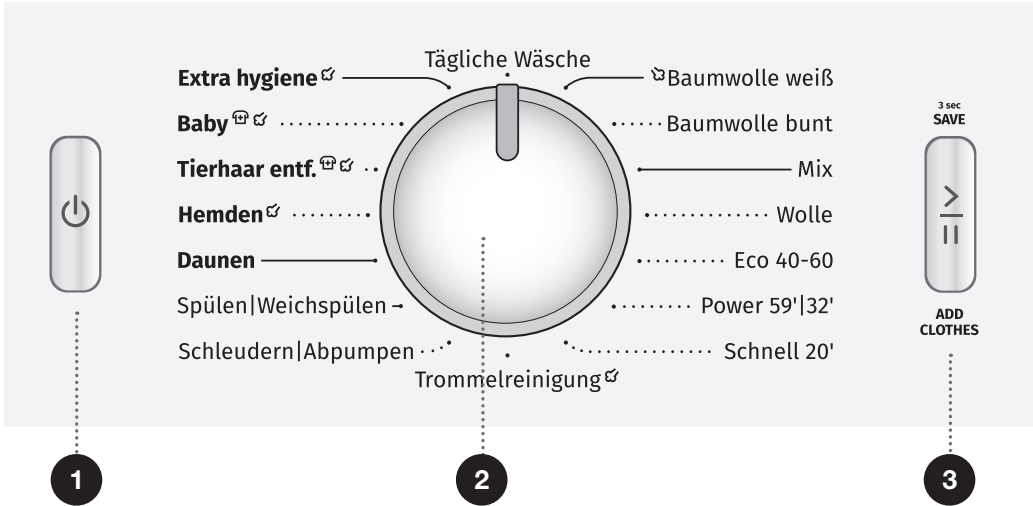 Tägliche Wäsche
Extra hygiene
Baby
Tierhaar entf.
Hemden
Daunen
Spülen|Weichspülen
Schleudern|Abpumpen
Trommelreinigung
Baumwolle weiß
Baumwolle bunt
Mix
Wolle
Eco 40-60
Power 59'|32'
Schnell 20'
3 sec
SAVE
ADD
CLOTHES
1
2
3